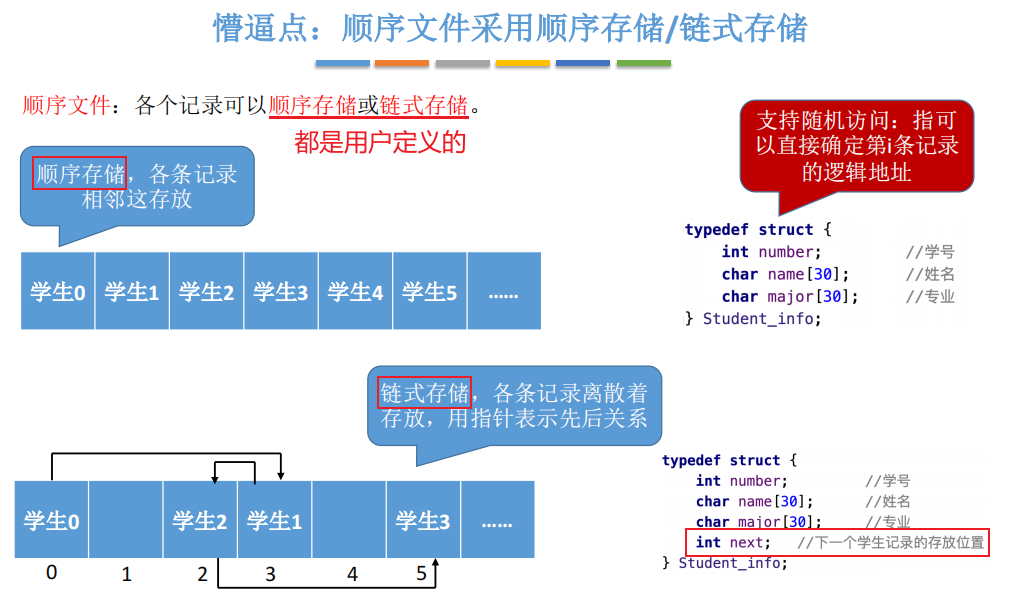 懵逼点：顺序文件采用顺序存储/链式存储
顺序文件：各个记录可以顺序存储或链式存储。
都是用户定义的
支持随机访问：指可
以直接确定第i条记录
的逻辑地址
顺序存储，各条记录
相邻这存放
typedef struct {
int number; //学号
char name[30]; //姓名
char major[30]; //专业
} Student_info;
学生0 学生1 学生2 学生3 学生4 学生5 ……
链式存储，各条记录离散着
存放，用指针表示先后关系
typedef struct {
int number; //学号
char name[30]; //姓名
char major[30]; //专业
int next; //下一个学生记录的存放位置
} Student_info;
学生0 学生2 学生1 学生3 ……
0 1 2 3 4 5